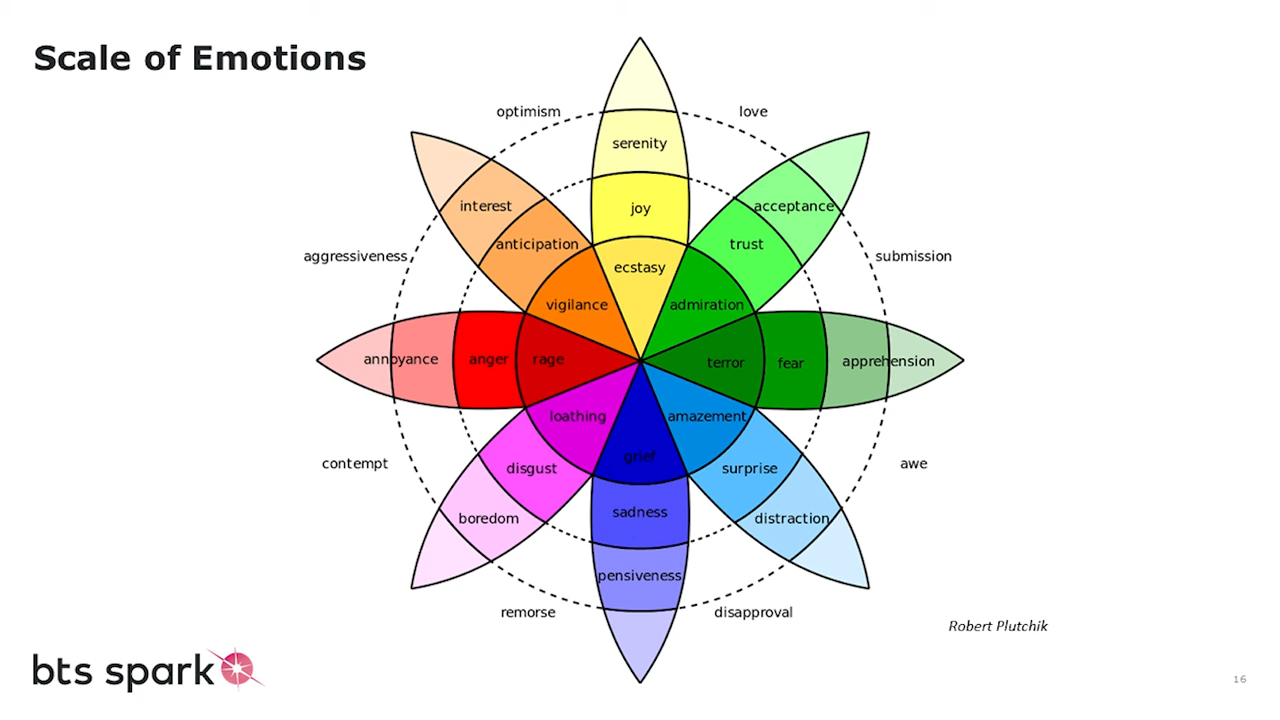 Scale of Emotions
optimism
love
serenity
interest
acceptance
joy
anticipation
trust
aggressiveness
submission
ecstasy
vigilance
admiration
annoyance
anger
rage
terror
fear
apprehension
loathing
amazement
grief
contempt
awe
disgust
surprise
sadness
boredom
distraction
pensiveness
remorse
disapproval
Robert Plutchik
bts spark
16